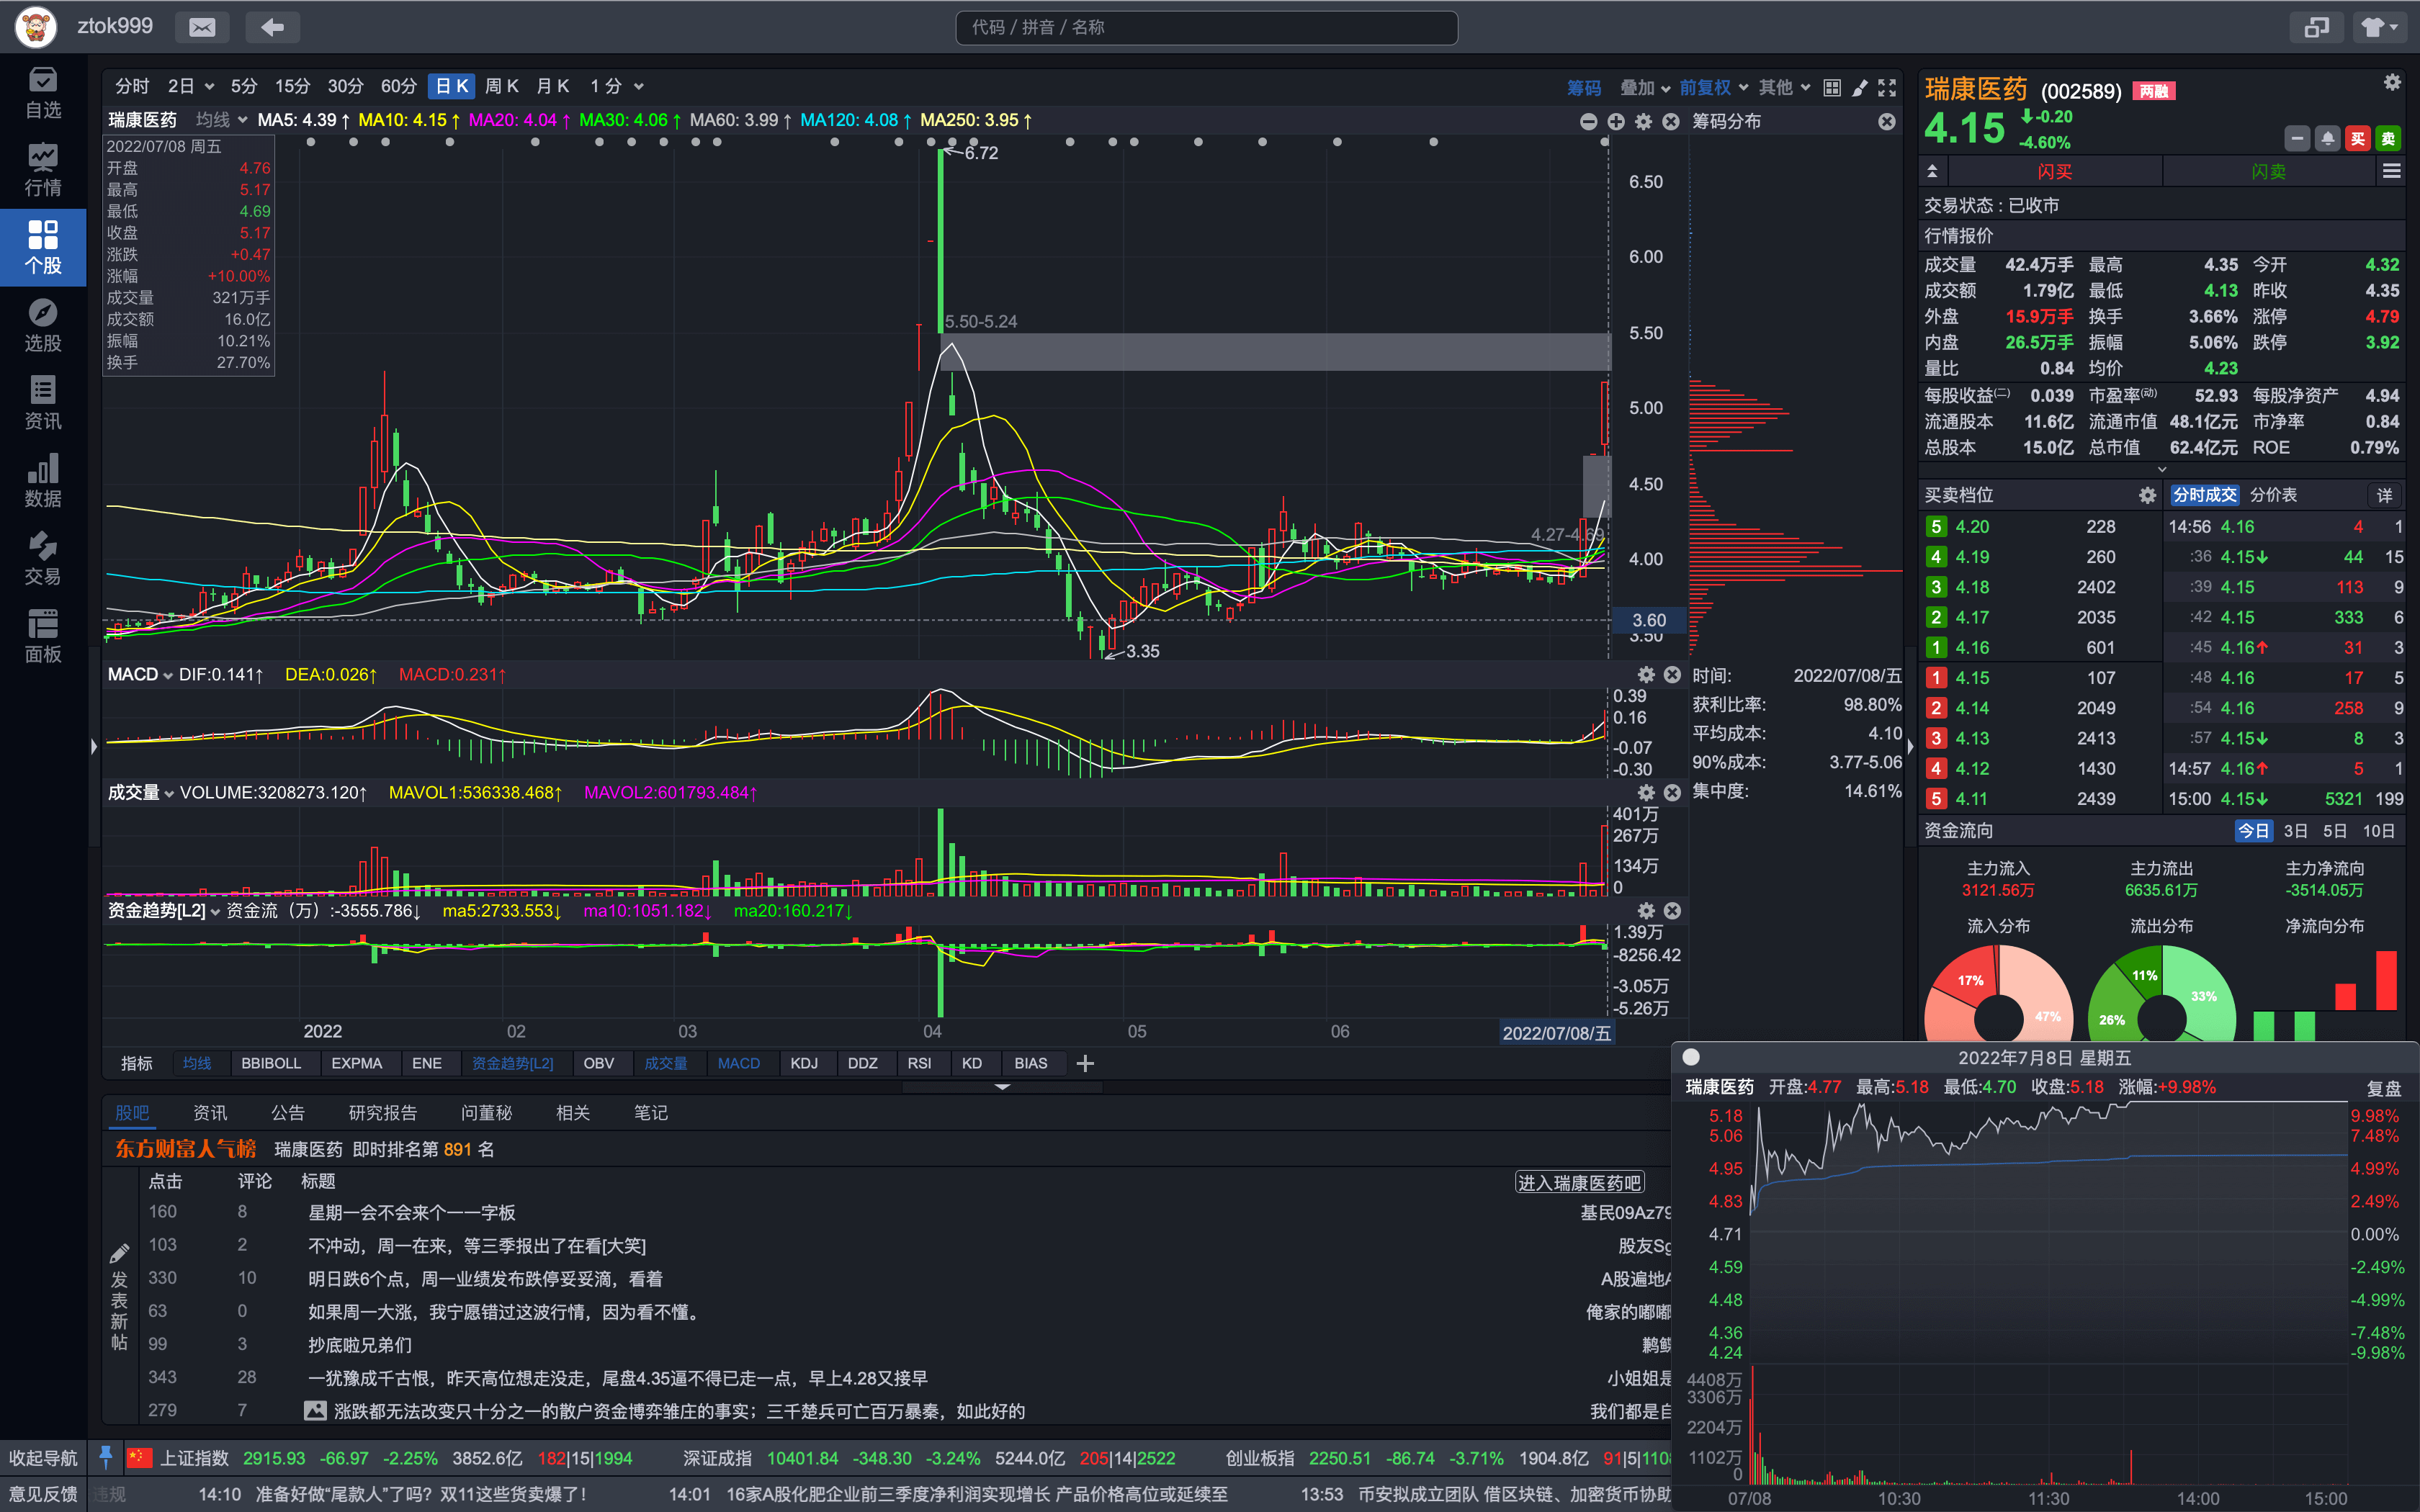 ztok999
代码 / 拼音 / 名称
自选
行情
个股
选股
资讯
数据
交易
面板
收起导航
意见反馈
分时 2日 5分 15分 30分 60分 日K 周K 月K 1分 筹码 叠加 前复权 其他
瑞康医药 均线 MA5: 4.39↑ MA10: 4.15↑ MA20: 4.04↑ MA30: 4.06↑ MA60: 3.99↑ MA120: 4.08↑ MA250: 3.95↑ 筹码分布
2022/07/08 周五
开盘 4.76
最高 5.17
最低 4.69
收盘 5.17
涨跌 +0.47
涨幅 +10.00%
成交量 321万手
成交额 16.0亿
振幅 10.21%
换手 27.70%
6.72
5.50-5.24
4.27-4.69
3.35
6.50
6.00
5.50
5.00
4.50
4.00
3.60
3.50
MACD DIF:0.141↑ DEA:0.026↑ MACD:0.231↑
0.39
0.16
-0.07
-0.30
成交量 VOLUME:3208273.120↑ MAVOL1:536338.468↑ MAVOL2:601793.484↑
401万
267万
134万
0
资金趋势[L2] 资金流（万）:-3555.786↓ ma5:2733.553↓ ma10:1051.182↓ ma20:160.217↓
1.39万
-8256.42
-3.05万
-5.26万
2022 02 03 04 05 06 2022/07/08/五
时间: 2022/07/08/五
获利比率: 98.80%
平均成本: 4.10
90%成本: 3.77-5.06
集中度: 14.61%
指标 均线 BBIBOLL EXPMA ENE 资金趋势[L2] OBV 成交量 MACD KDJ DDZ RSI KD BIAS
股吧 资讯 公告 研究报告 问董秘 相关 笔记
东方财富人气榜 瑞康医药 即时排名第 891 名
发表新帖
点击 评论 标题 进入瑞康医药吧
160 8 星期一会不会来个一一字板 基民09Az79
103 2 不冲动，周一在来，等三季报出了在看[大笑] 股友Sg
330 10 明日跌6个点，周一业绩发布跌停妥妥滴，看着 A股遍地
63 0 如果周一大涨，我宁愿错过这波行情，因为看不懂。 俺家的嘟嘟
99 3 抄底啦兄弟们
343 28 一犹豫成千古恨，昨天高位想走没走，尾盘4.35逼不得已走一点，早上4.28又接早 小姐姐是
279 7 涨跌都无法改变只十分之一的散户资金博弈雏庄的事实；三千楚兵可亡百万暴秦，如此好的 我们都是自
瑞康医药 (002589) 两融
4.15 -0.20
-4.60%
买 卖
闪买 闪卖
交易状态 : 已收市
行情报价
成交量 42.4万手 最高 4.35 今开 4.32
成交额 1.79亿 最低 4.13 昨收 4.35
外盘 15.9万手 换手 3.66% 涨停 4.79
内盘 26.5万手 振幅 5.06% 跌停 3.92
量比 0.84 均价 4.23
每股收益(二) 0.039 市盈率(动) 52.93 每股净资产 4.94
流通股本 11.6亿 流通市值 48.1亿元 市净率 0.84
总股本 15.0亿 总市值 62.4亿元 ROE 0.79%
买卖档位 分时成交 分价表 详
5 4.20 228 14:56 4.16 4 1
4 4.19 260 :36 4.15↓ 44 15
3 4.18 2402 :39 4.15 113 9
2 4.17 2035 :42 4.15 333 6
1 4.16 601 :45 4.16↑ 31 3
1 4.15 107 :48 4.16 17 5
2 4.14 2049 :54 4.16 258 9
3 4.13 2413 :57 4.15↓ 8 3
4 4.12 1430 14:57 4.16↑ 5 1
5 4.11 2439 15:00 4.15↓ 5321 199
资金流向 今日 3日 5日 10日
主力流入 主力流出 主力净流向
3121.56万 6635.61万 -3514.05万
流入分布 流出分布 净流向分布
17% 47% 11% 33% 26%
2022年7月8日 星期五
瑞康医药 开盘:4.77 最高:5.18 最低:4.70 收盘:5.18 涨幅:+9.98% 复盘
5.18 9.98%
5.06 7.48%
4.95 4.99%
4.83 2.49%
4.71 0.00%
4.59 -2.49%
4.48 -4.99%
4.36 -7.48%
4.24 -9.98%
4408万
3306万
2204万
1102万
0
07/08 10:30 11:30 14:00 15:00
上证指数 2915.93 -66.97 -2.25% 3852.6亿 182|15|1994 深证成指 10401.84 -348.30 -3.24% 5244.0亿 205|14|2522 创业板指 2250.51 -86.74 -3.71% 1904.8亿 91|5|110
违规 14:10 准备好做“尾款人”了吗？双11这些货卖爆了！ 14:01 16家A股化肥企业前三季度净利润实现增长 产品价格高位或延续至 13:53 币安拟成立团队 借区块链、加密货币协助